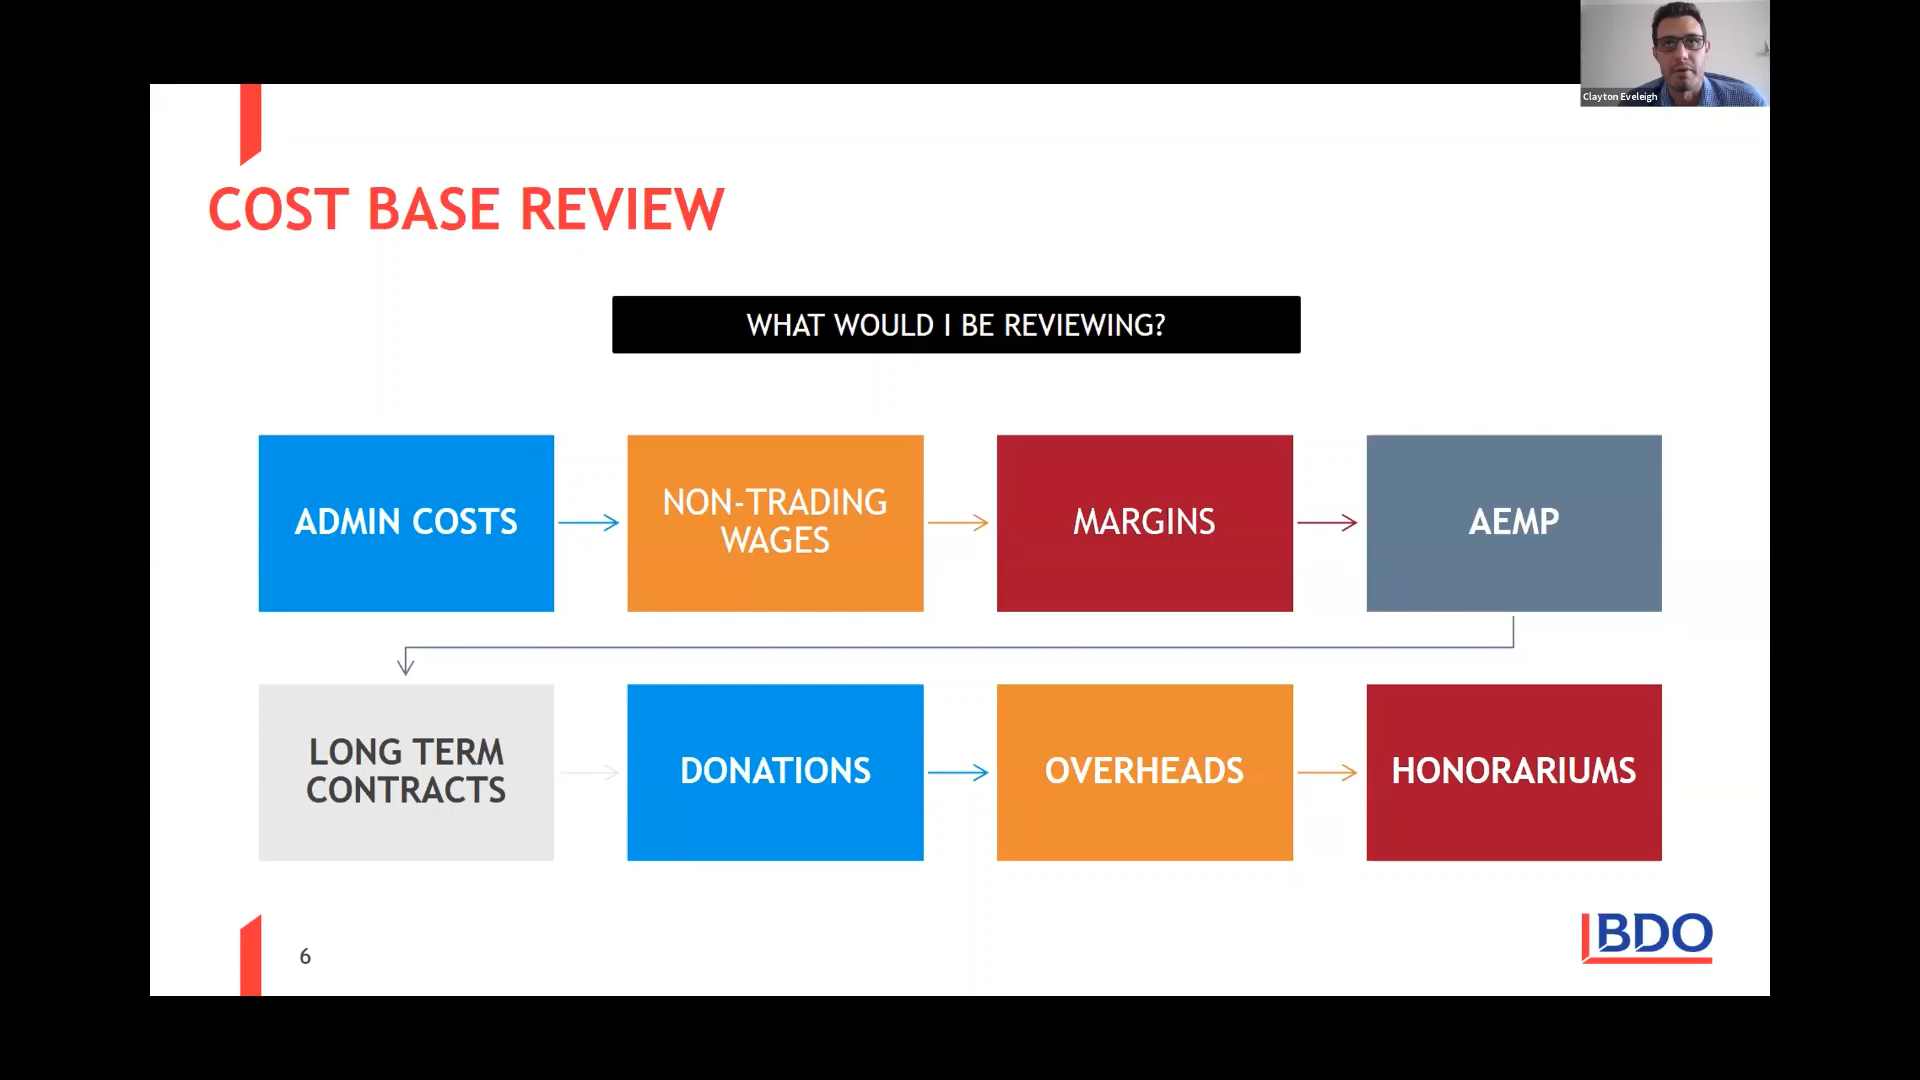 Clayton Eveleigh
COST BASE REVIEW
WHAT WOULD I BE REVIEWING?
ADMIN COSTS
NON-TRADING
WAGES
MARGINS
AEMP
LONG TERM
CONTRACTS
DONATIONS
OVERHEADS
HONORARIUMS
6
BDO